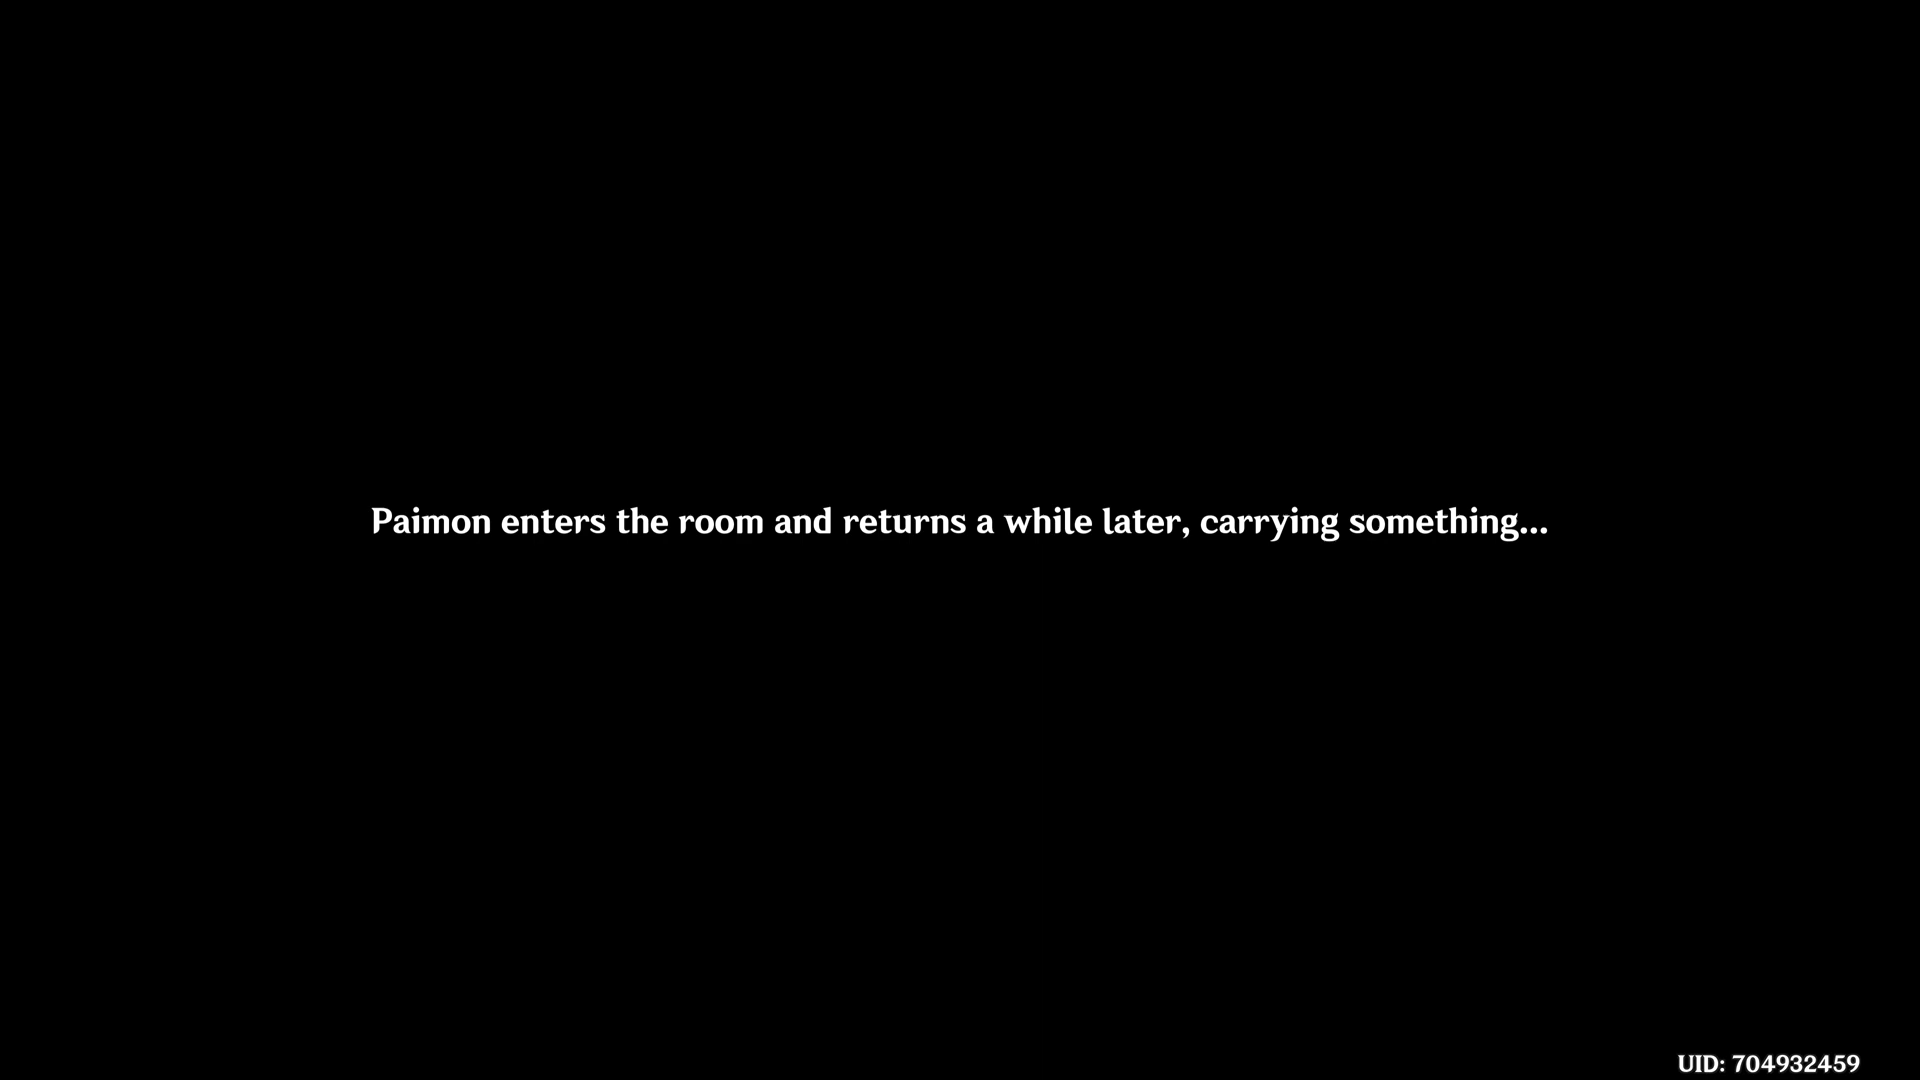 Paimon enters the room and returns a while later, carrying something...
UID: 704932459